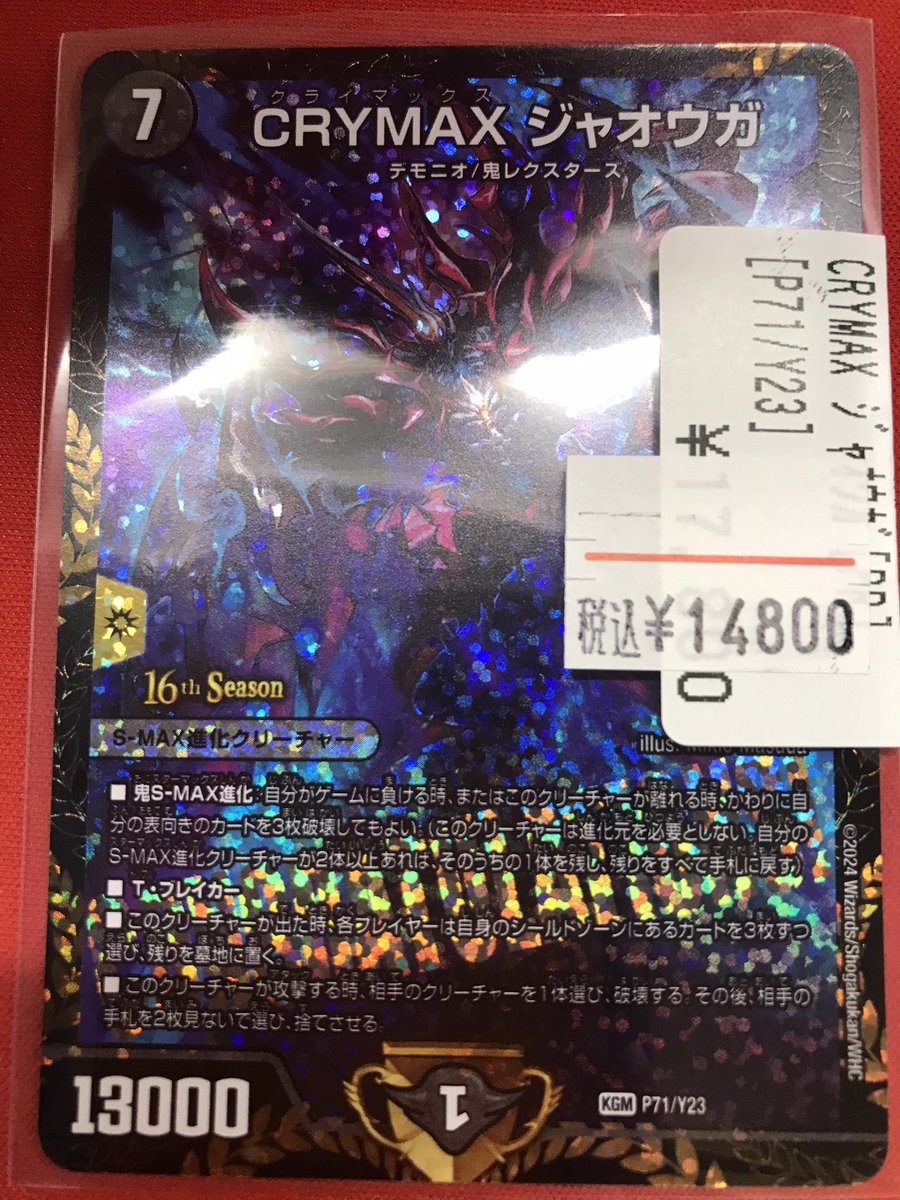 7
クライマックス
CRYMAX ジャオウガ
デモニオ/鬼レクスターズ
CRYMAX ジャ
[P71/Y23]
税込¥14800
16th Season
S-MAX進化クリーチャー
illus.
■鬼S-MAX進化:自分がゲームに負ける時、またはこのクリーチャーが離れる時、かわりに自
分の表向きのカードを3枚破壊してもよい。(このクリーチャーは進化元を必要としない。自分の
S-MAX進化クリーチャーが2体以上あれば、そのうちの1体を残し、残りをすべて手札に戻す)
■T・ブレイカー
■このクリーチャーが出た時、各プレイヤーは自身のシールドゾーンにあるカードを3枚ずつ
選び、残りを墓地に置く。
■このクリーチャーが攻撃する時、相手のクリーチャーを1体選び、破壊する。その後、相手の
手札を2枚見ないで選び、捨てさせる。
©2024 Wizards/Shogakukan/WHC
13000
1
KGM P71/Y23